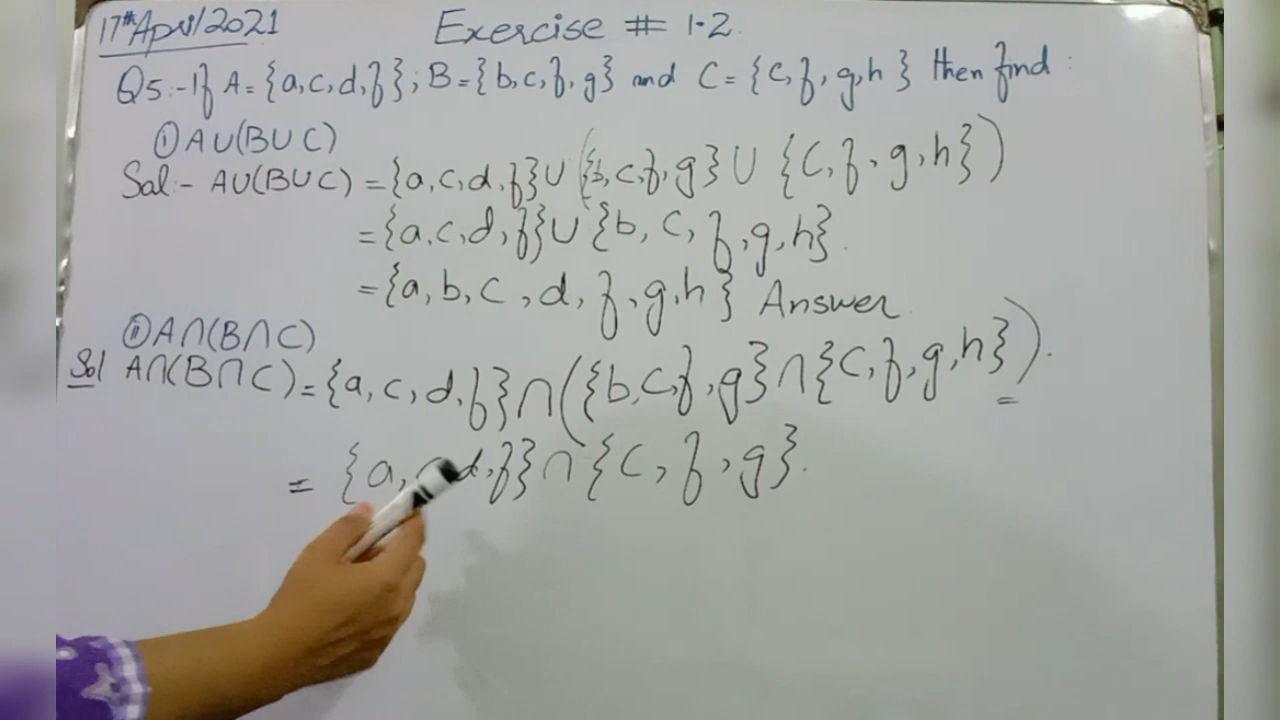 17th April 2021
Exercise # 1.2
Q5:- If A = {a,c,d,f}; B = {b,c,f,g} and C = {c,f,g,h} then find :
(i) A∪(B∪C)
Sol:- A∪(B∪C) = {a,c,d,f}∪({b,c,f,g}∪{c,f,g,h})
= {a,c,d,f}∪{b,c,f,g,h}.
= {a,b,c,d,f,g,h} Answer
(ii) A∩(B∩C)
Sol A∩(B∩C) = {a,c,d,f}∩({b,c,f,g}∩{c,f,g,h}).
= {a, d,f}∩{c,f,g}.